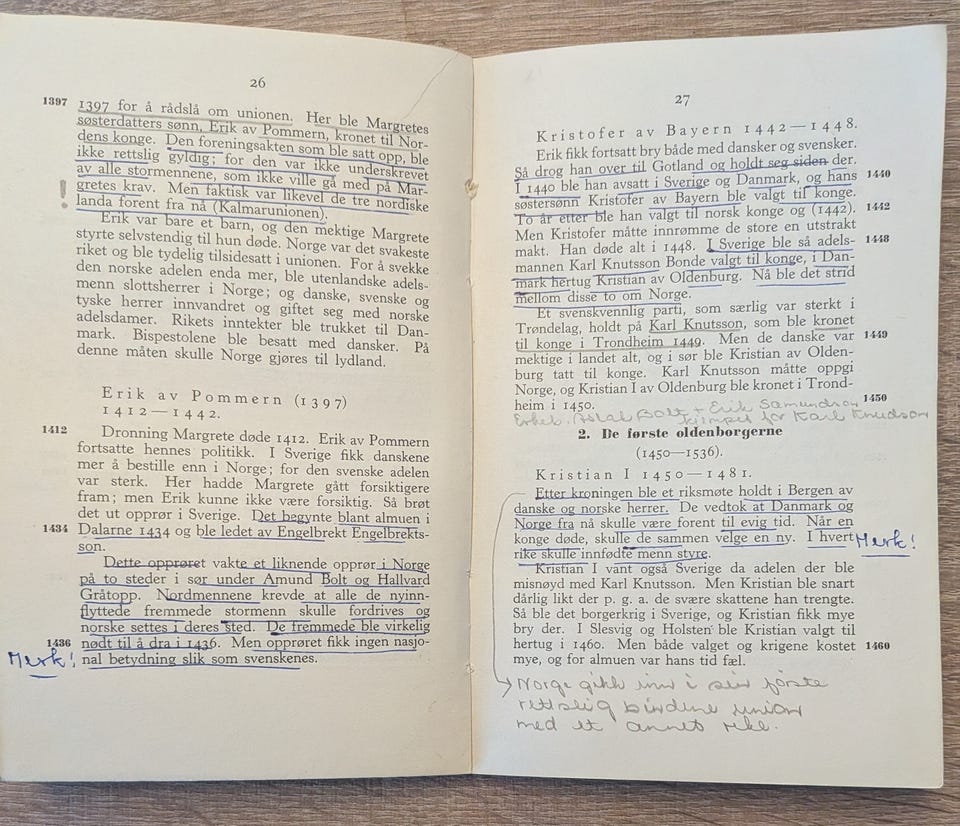 26
1397 1397 for å rådslå om unionen. Her ble Margretes
søsterdatters sønn, Erik av Pommern, kronet til Nor-
dens konge. Den foreningsakten som ble satt opp, ble
ikke rettslig gyldig; for den var ikke underskrevet
av alle stormennene, som ikke ville gå med på Mar-
! gretes krav. Men faktisk var likevel de tre nordiske
landa forent fra nå (Kalmarunionen).
Erik var bare et barn, og den mektige Margrete
styrte selvstendig til hun døde. Norge var det svakeste
riket og ble tydelig tilsidesatt i unionen. For å svekke
den norske adelen enda mer, ble utenlandske adels-
menn slottsherrer i Norge; og danske, svenske og
tyske herrer innvandret og giftet seg med norske
adelsdamer. Rikets inntekter ble trukket til Dan-
mark. Bispestolene ble besatt med dansker. På
denne måten skulle Norge gjøres til lydland.
Erik av Pommern (1397)
1412—1442.
1412 Dronning Margrete døde 1412. Erik av Pommern
fortsatte hennes politikk. I Sverige fikk danskene
mer å bestille enn i Norge; for den svenske adelen
var sterk. Her hadde Margrete gått forsiktigere
fram; men Erik kunne ikke være forsiktig. Så brøt
det ut opprør i Sverige. Det begynte blant almuen i
1434 Dalarne 1434 og ble ledet av Engelbrekt Engelbrekts-
son.
Dette opprøret vakte et liknende opprør i Norge
på to steder i sør under Amund Bolt og Hallvard
Gråtopp. Nordmennene krevde at alle de nyinn-
flyttede fremmede stormenn skulle fordrives og
norske settes i deres sted. De fremmede ble virkelig
1436 nødt til å dra i 1436. Men opprøret fikk ingen nasjo-
Merk! nal betydning slik som svenskenes.
27
Kristofer av Bayern 1442—1448.
Erik fikk fortsatt bry både med dansker og svensker.
Så drog han over til Gotland og holdt seg siden der.
I 1440 ble han avsatt i Sverige og Danmark, og hans 1440
søstersønn Kristofer av Bayern ble valgt til konge.
To år etter ble han valgt til norsk konge og (1442). 1442
Men Kristofer måtte innrømme de store en utstrakt
makt. Han døde alt i 1448. I Sverige ble så adels- 1448
mannen Karl Knutsson Bonde valgt til konge, i Dan-
mark hertug Kristian av Oldenburg. Nå ble det strid
mellom disse to om Norge.
Et svenskvennlig parti, som særlig var sterkt i
Trøndelag, holdt på Karl Knutsson, som ble kronet
til konge i Trondheim 1449. Men de danske var 1449
mektige i landet alt, og i sør ble Kristian av Olden-
burg tatt til konge. Karl Knutsson måtte oppgi
Norge, og Kristian I av Oldenburg ble kronet i Trond-
heim i 1450. 1450
Erkeb. Aslak Bolt + Erik Sæmundson
kjempet for Karl Knudson
2. De første oldenborgerne
(1450—1536).
Kristian I 1450—1481.
Etter kroningen ble et riksmøte holdt i Bergen av
danske og norske herrer. De vedtok at Danmark og
Norge fra nå skulle være forent til evig tid. Når en
konge døde, skulle de sammen velge en ny. I hvert Merk!
rike skulle innfødte menn styre.
Kristian I vant også Sverige da adelen der ble
misnøyd med Karl Knutsson. Men Kristian ble snart
dårlig likt der p. g. a. de svære skattene han trengte.
Så ble det borgerkrig i Sverige, og Kristian fikk mye
bry der. I Slesvig og Holsten ble Kristian valgt til
hertug i 1460. Men både valget og krigene kostet 1460
mye, og for almuen var hans tid fæl.
Norge gikk inn i sin første
rettslig bindene union
med et annet rike.